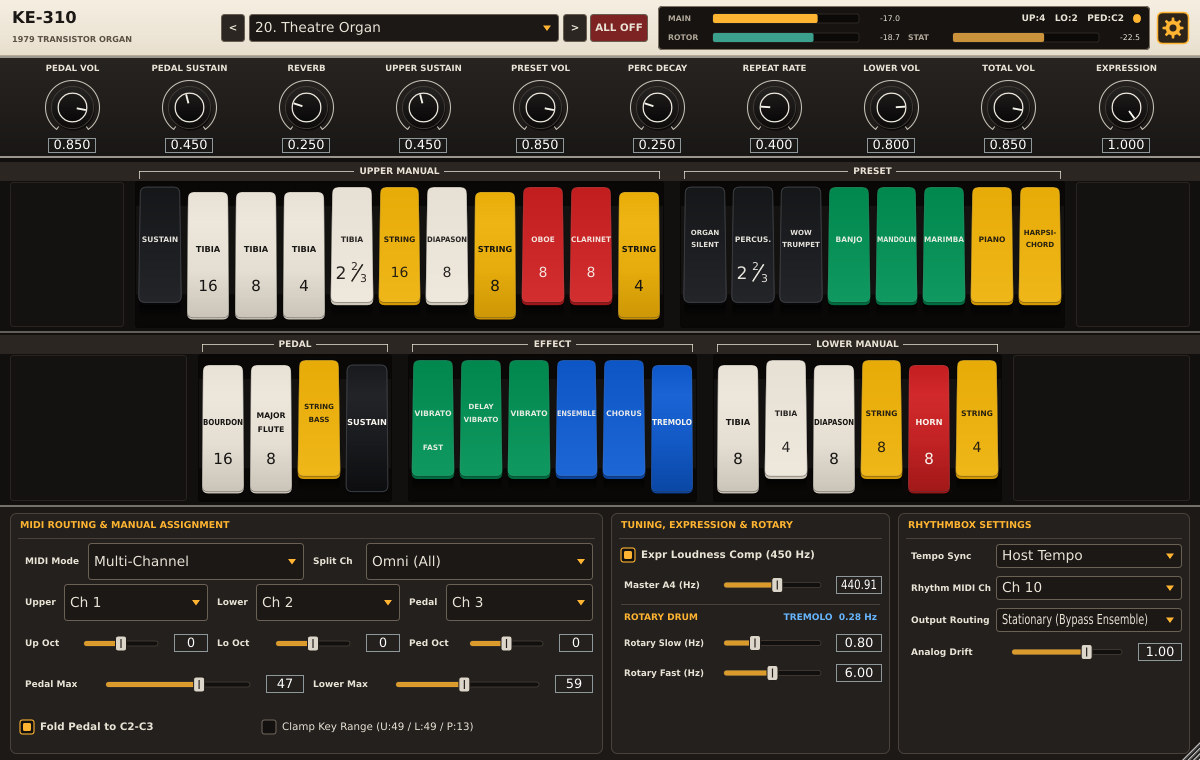 KE-310
1979 TRANSISTOR ORGAN
< 20. Theatre Organ > ALL OFF
MAIN -17.0 UP:4 LO:2 PED:C2
ROTOR -18.7 STAT -22.5
PEDAL VOL PEDAL SUSTAIN REVERB UPPER SUSTAIN PRESET VOL PERC DECAY REPEAT RATE LOWER VOL TOTAL VOL EXPRESSION
0.850 0.450 0.250 0.450 0.850 0.250 0.400 0.800 0.850 1.000
UPPER MANUAL PRESET
SUSTAIN
TIBIA 16
TIBIA 8
TIBIA 4
TIBIA 2 2/3
STRING 16
DIAPASON 8
STRING 8
OBOE 8
CLARINET 8
STRING 4
ORGAN SILENT
PERCUS. 2 2/3
WOW TRUMPET
BANJO
MANDOLIN
MARIMBA
PIANO
HARPSI-
CHORD
PEDAL EFFECT LOWER MANUAL
BOURDON 16
MAJOR FLUTE 8
STRING BASS
SUSTAIN
VIBRATO FAST
DELAY VIBRATO
VIBRATO
ENSEMBLE
CHORUS
TREMOLO
TIBIA 8
TIBIA 4
DIAPASON 8
STRING 8
HORN 8
STRING 4
MIDI ROUTING & MANUAL ASSIGNMENT
MIDI Mode Multi-Channel Split Ch Omni (All)
Upper Ch 1 Lower Ch 2 Pedal Ch 3
Up Oct 0 Lo Oct 0 Ped Oct 0
Pedal Max 47 Lower Max 59
Fold Pedal to C2-C3 Clamp Key Range (U:49 / L:49 / P:13)
TUNING, EXPRESSION & ROTARY
Expr Loudness Comp (450 Hz)
Master A4 (Hz) 440.91
ROTARY DRUM TREMOLO 0.28 Hz
Rotary Slow (Hz) 0.80
Rotary Fast (Hz) 6.00
RHYTHMBOX SETTINGS
Tempo Sync Host Tempo
Rhythm MIDI Ch Ch 10
Output Routing Stationary (Bypass Ensemble)
Analog Drift 1.00